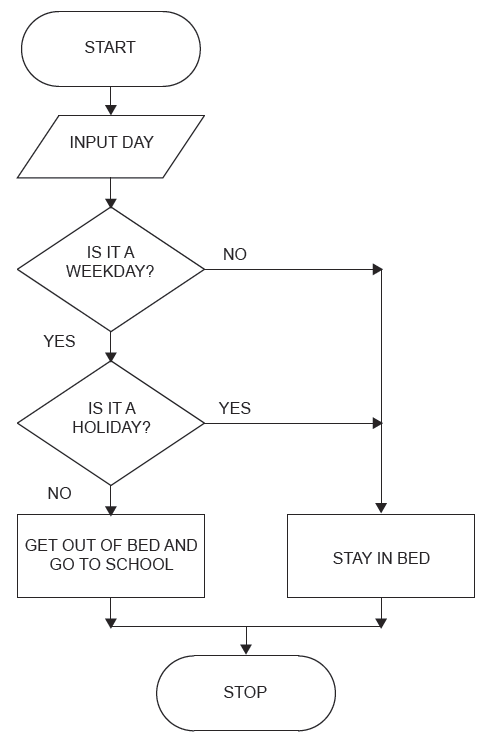 START
INPUT DAY
IS IT A
WEEKDAY?
NO
YES
IS IT A
HOLIDAY?
YES
NO
GET OUT OF BED AND
GO TO SCHOOL
STAY IN BED
STOP